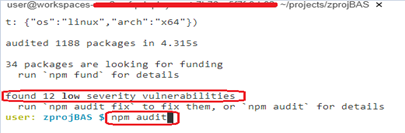 user@workspaces-
~/projects/zprojBAS
t: {"os":"linux","arch":"x64"})
audited 1188 packages in 4.315s
34 packages are looking for funding
run `npm fund` for details
found 12 low severity vulnerabilities
run `npm audit fix` to fix them, or `npm audit` for details
user: zprojBAS $ npm audit